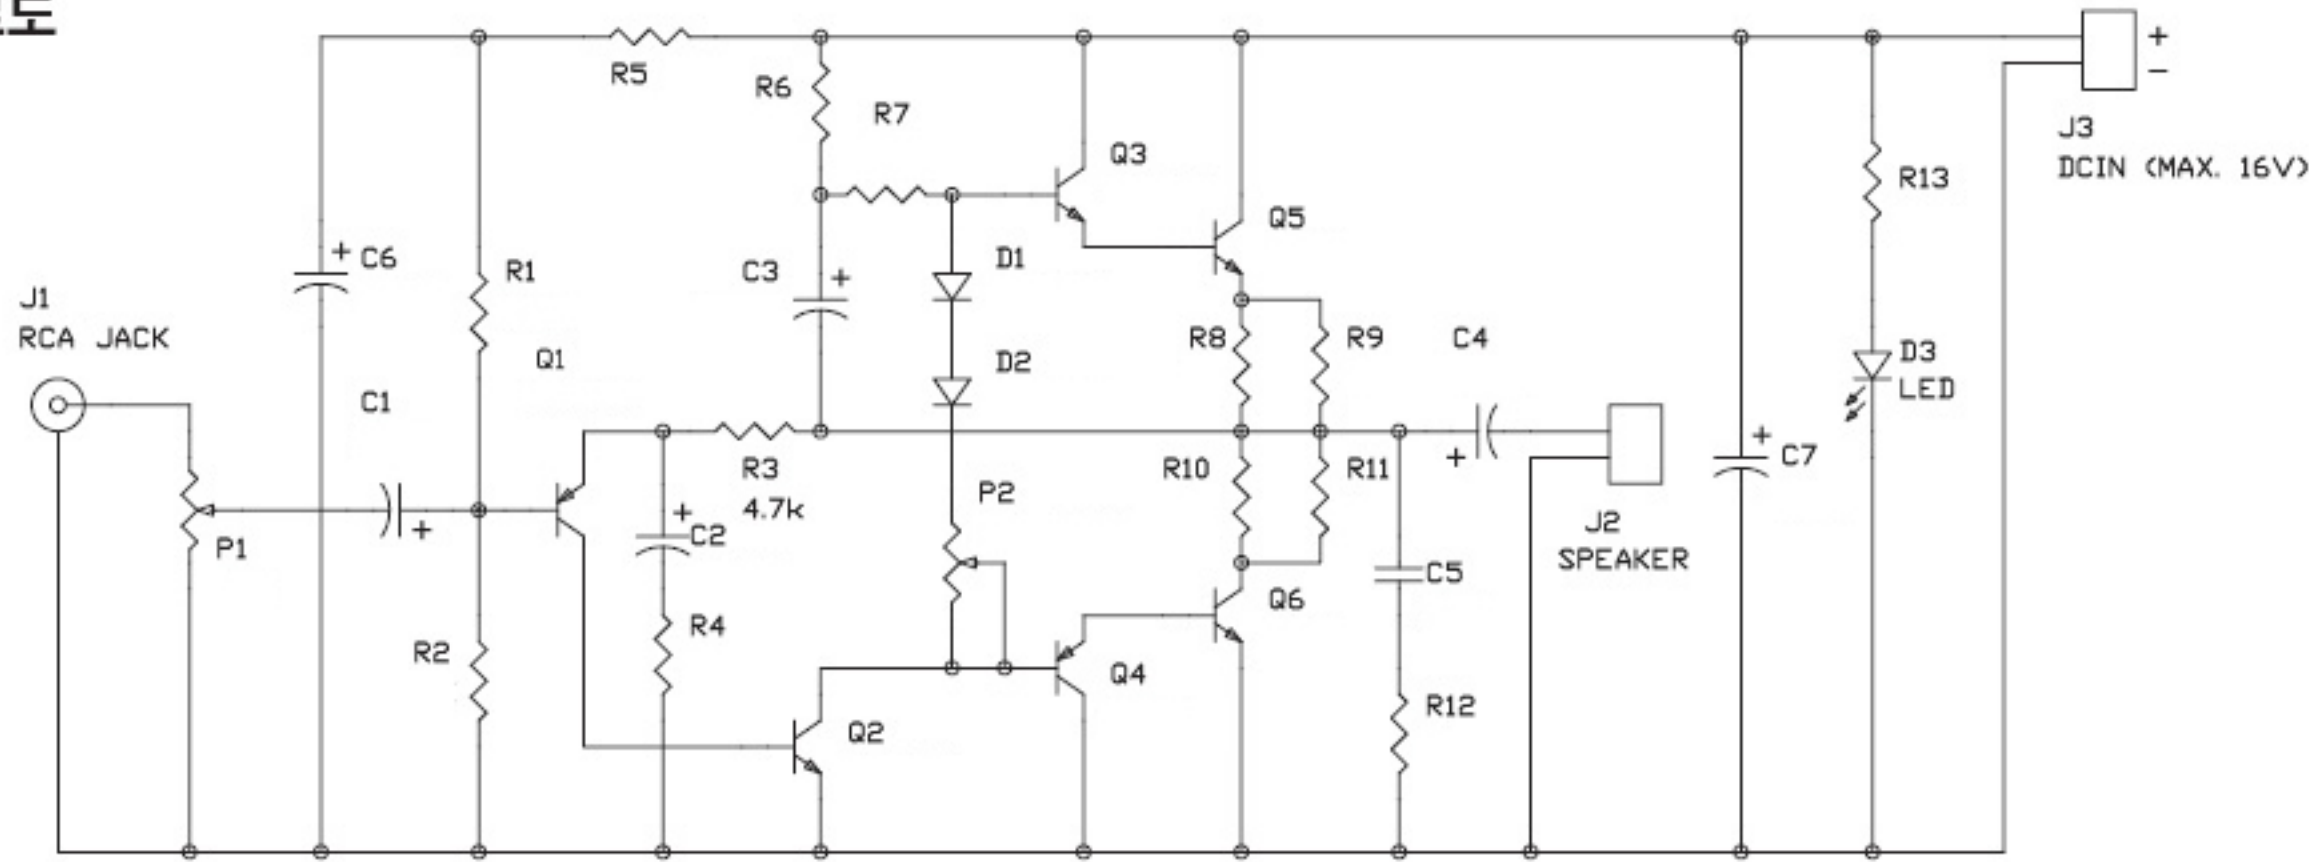 R5
R6
R7
Q3
+
-
J3
DCIN (MAX. 16V)
R13
Q5
+ C6
R1
C3 +
D1
J1
RCA JACK
Q1
D2
R8
R9
C4
D3
LED
C1
R3
4.7k
R10
R11
+
C7
+
P2
+
C2
+
P1
J2
SPEAKER
C5
Q6
R4
R2
Q4
R12
Q2